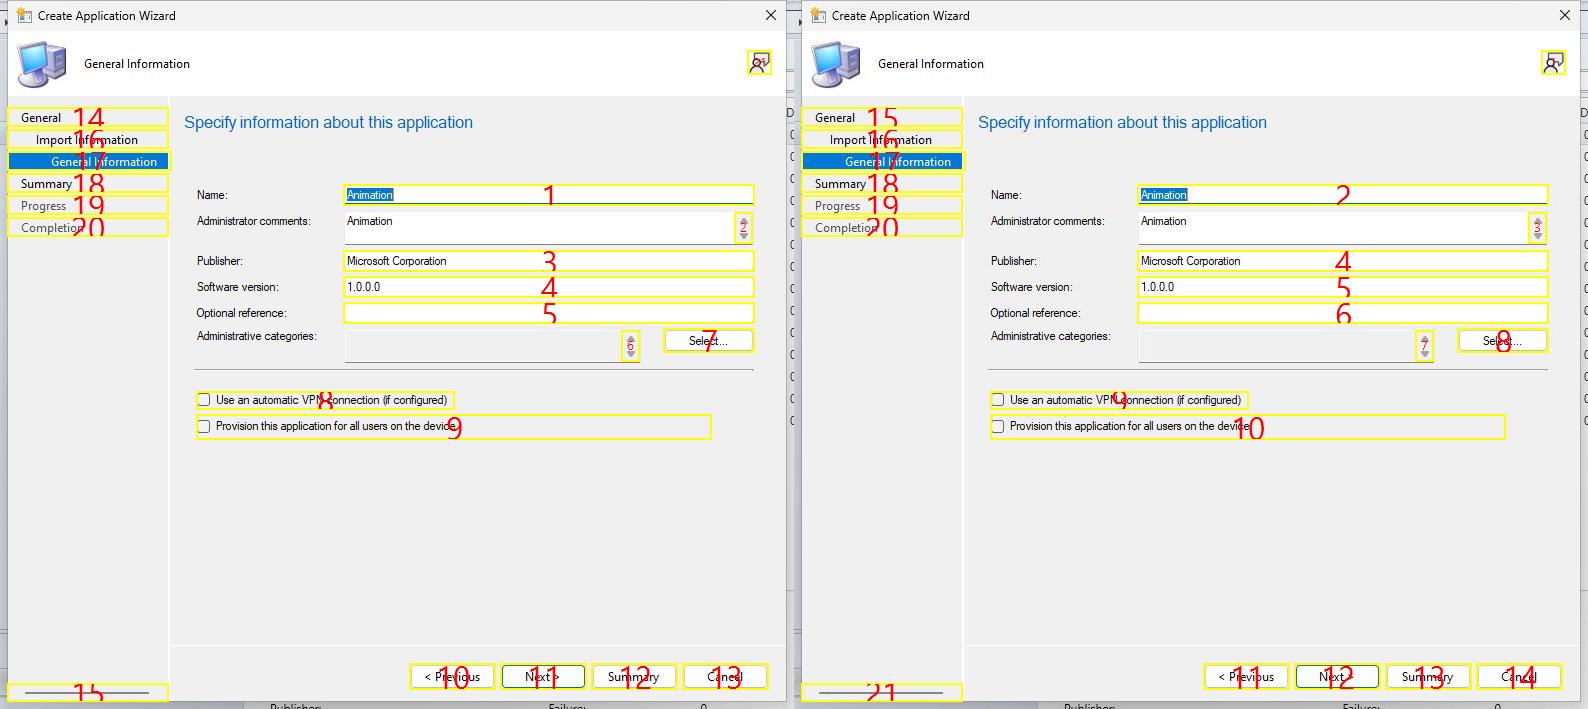 Create Application Wizard
General Information
21
General 14
Import Information 16
General Information 17
Summary 18
Progress 19
Completion 20
15
Specify information about this application
Name: Animation 1
Administrator comments: Animation 2
Publisher: Microsoft Corporation 3
Software version: 1.0.0.0 4
Optional reference: 5
Administrative categories: 6 Select... 7
Use an automatic VPN connection (if configured) 8
Provision this application for all users on the device 9
< Previous 10 Next > 11 Summary 12 Cancel 13
Publisher: Failure: 0
Create Application Wizard
General Information
General 15
Import Information 16
General Information 17
Summary 18
Progress 19
Completion 20
21
Specify information about this application
Name: Animation 2
Administrator comments: Animation 3
Publisher: Microsoft Corporation 4
Software version: 1.0.0.0 5
Optional reference: 6
Administrative categories: 7 Select... 8
Use an automatic VPN connection (if configured) 9
Provision this application for all users on the device 10
< Previous 11 Next > 12 Summary 13 Cancel 14
Publisher: Failure: 0